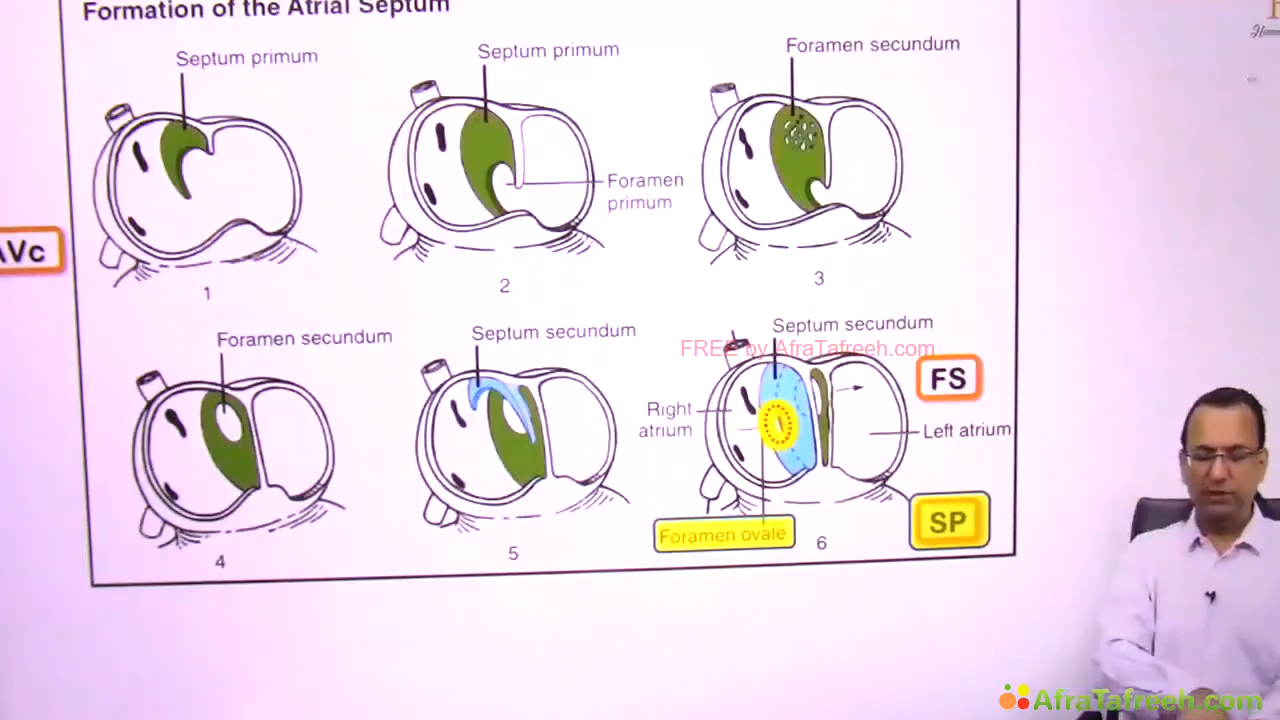 Formation of the Atrial Septum
Septum primum
Septum primum
Foramen secundum
Foramen
primum
AVc
1
2
3
Foramen secundum
Septum secundum
Septum secundum
FREE by AfraTafreeh.com
FS
Right
atrium
Left atrium
Foramen ovale
SP
4
5
6
AfraTafreeh.com